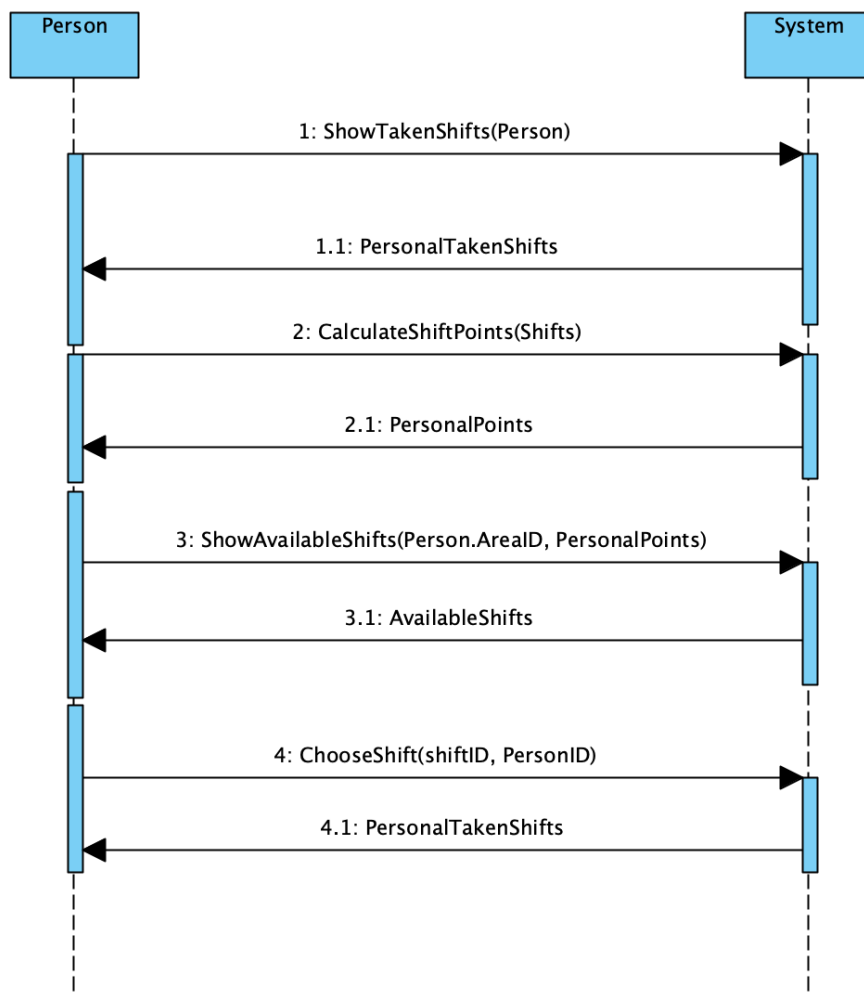 Person
System
1: ShowTakenShifts(Person)
1.1: PersonalTakenShifts
2: CalculateShiftPoints(Shifts)
2.1: PersonalPoints
3: ShowAvailableShifts(Person.AreaID, PersonalPoints)
3.1: AvailableShifts
4: ChooseShift(shiftID, PersonID)
4.1: PersonalTakenShifts